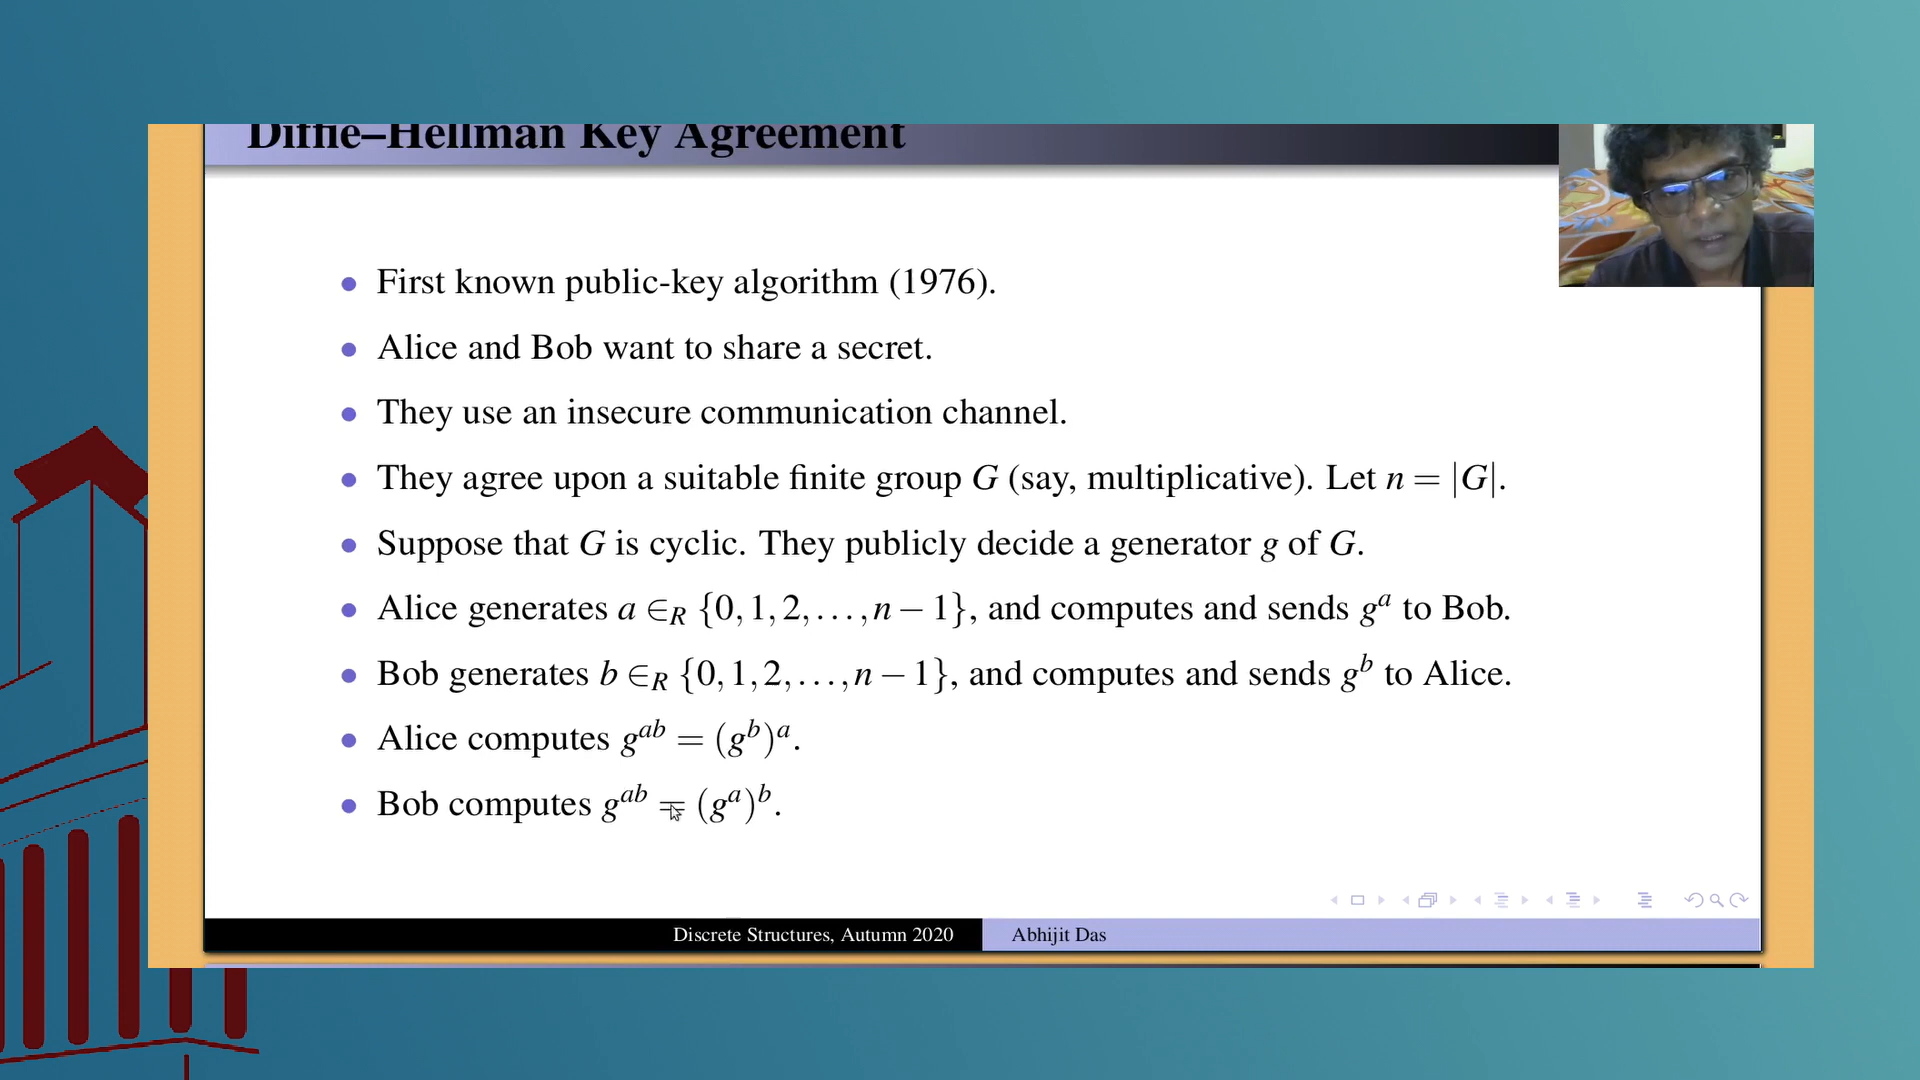 Diffie–Hellman Key Agreement
• First known public-key algorithm (1976).
• Alice and Bob want to share a secret.
• They use an insecure communication channel.
• They agree upon a suitable finite group G (say, multiplicative). Let n = |G|.
• Suppose that G is cyclic. They publicly decide a generator g of G.
• Alice generates a ∈_R {0, 1, 2, …, n − 1}, and computes and sends g^a to Bob.
• Bob generates b ∈_R {0, 1, 2, …, n − 1}, and computes and sends g^b to Alice.
• Alice computes g^{ab} = (g^b)^a.
• Bob computes g^{ab} = (g^a)^b.
Discrete Structures, Autumn 2020
Abhijit Das